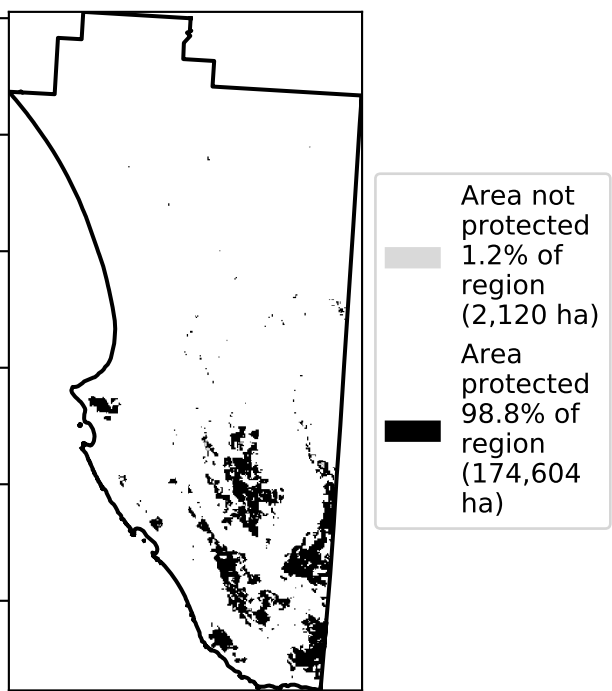 Area not
protected
1.2% of
region
(2,120 ha)
Area
protected
98.8% of
region
(174,604
ha)